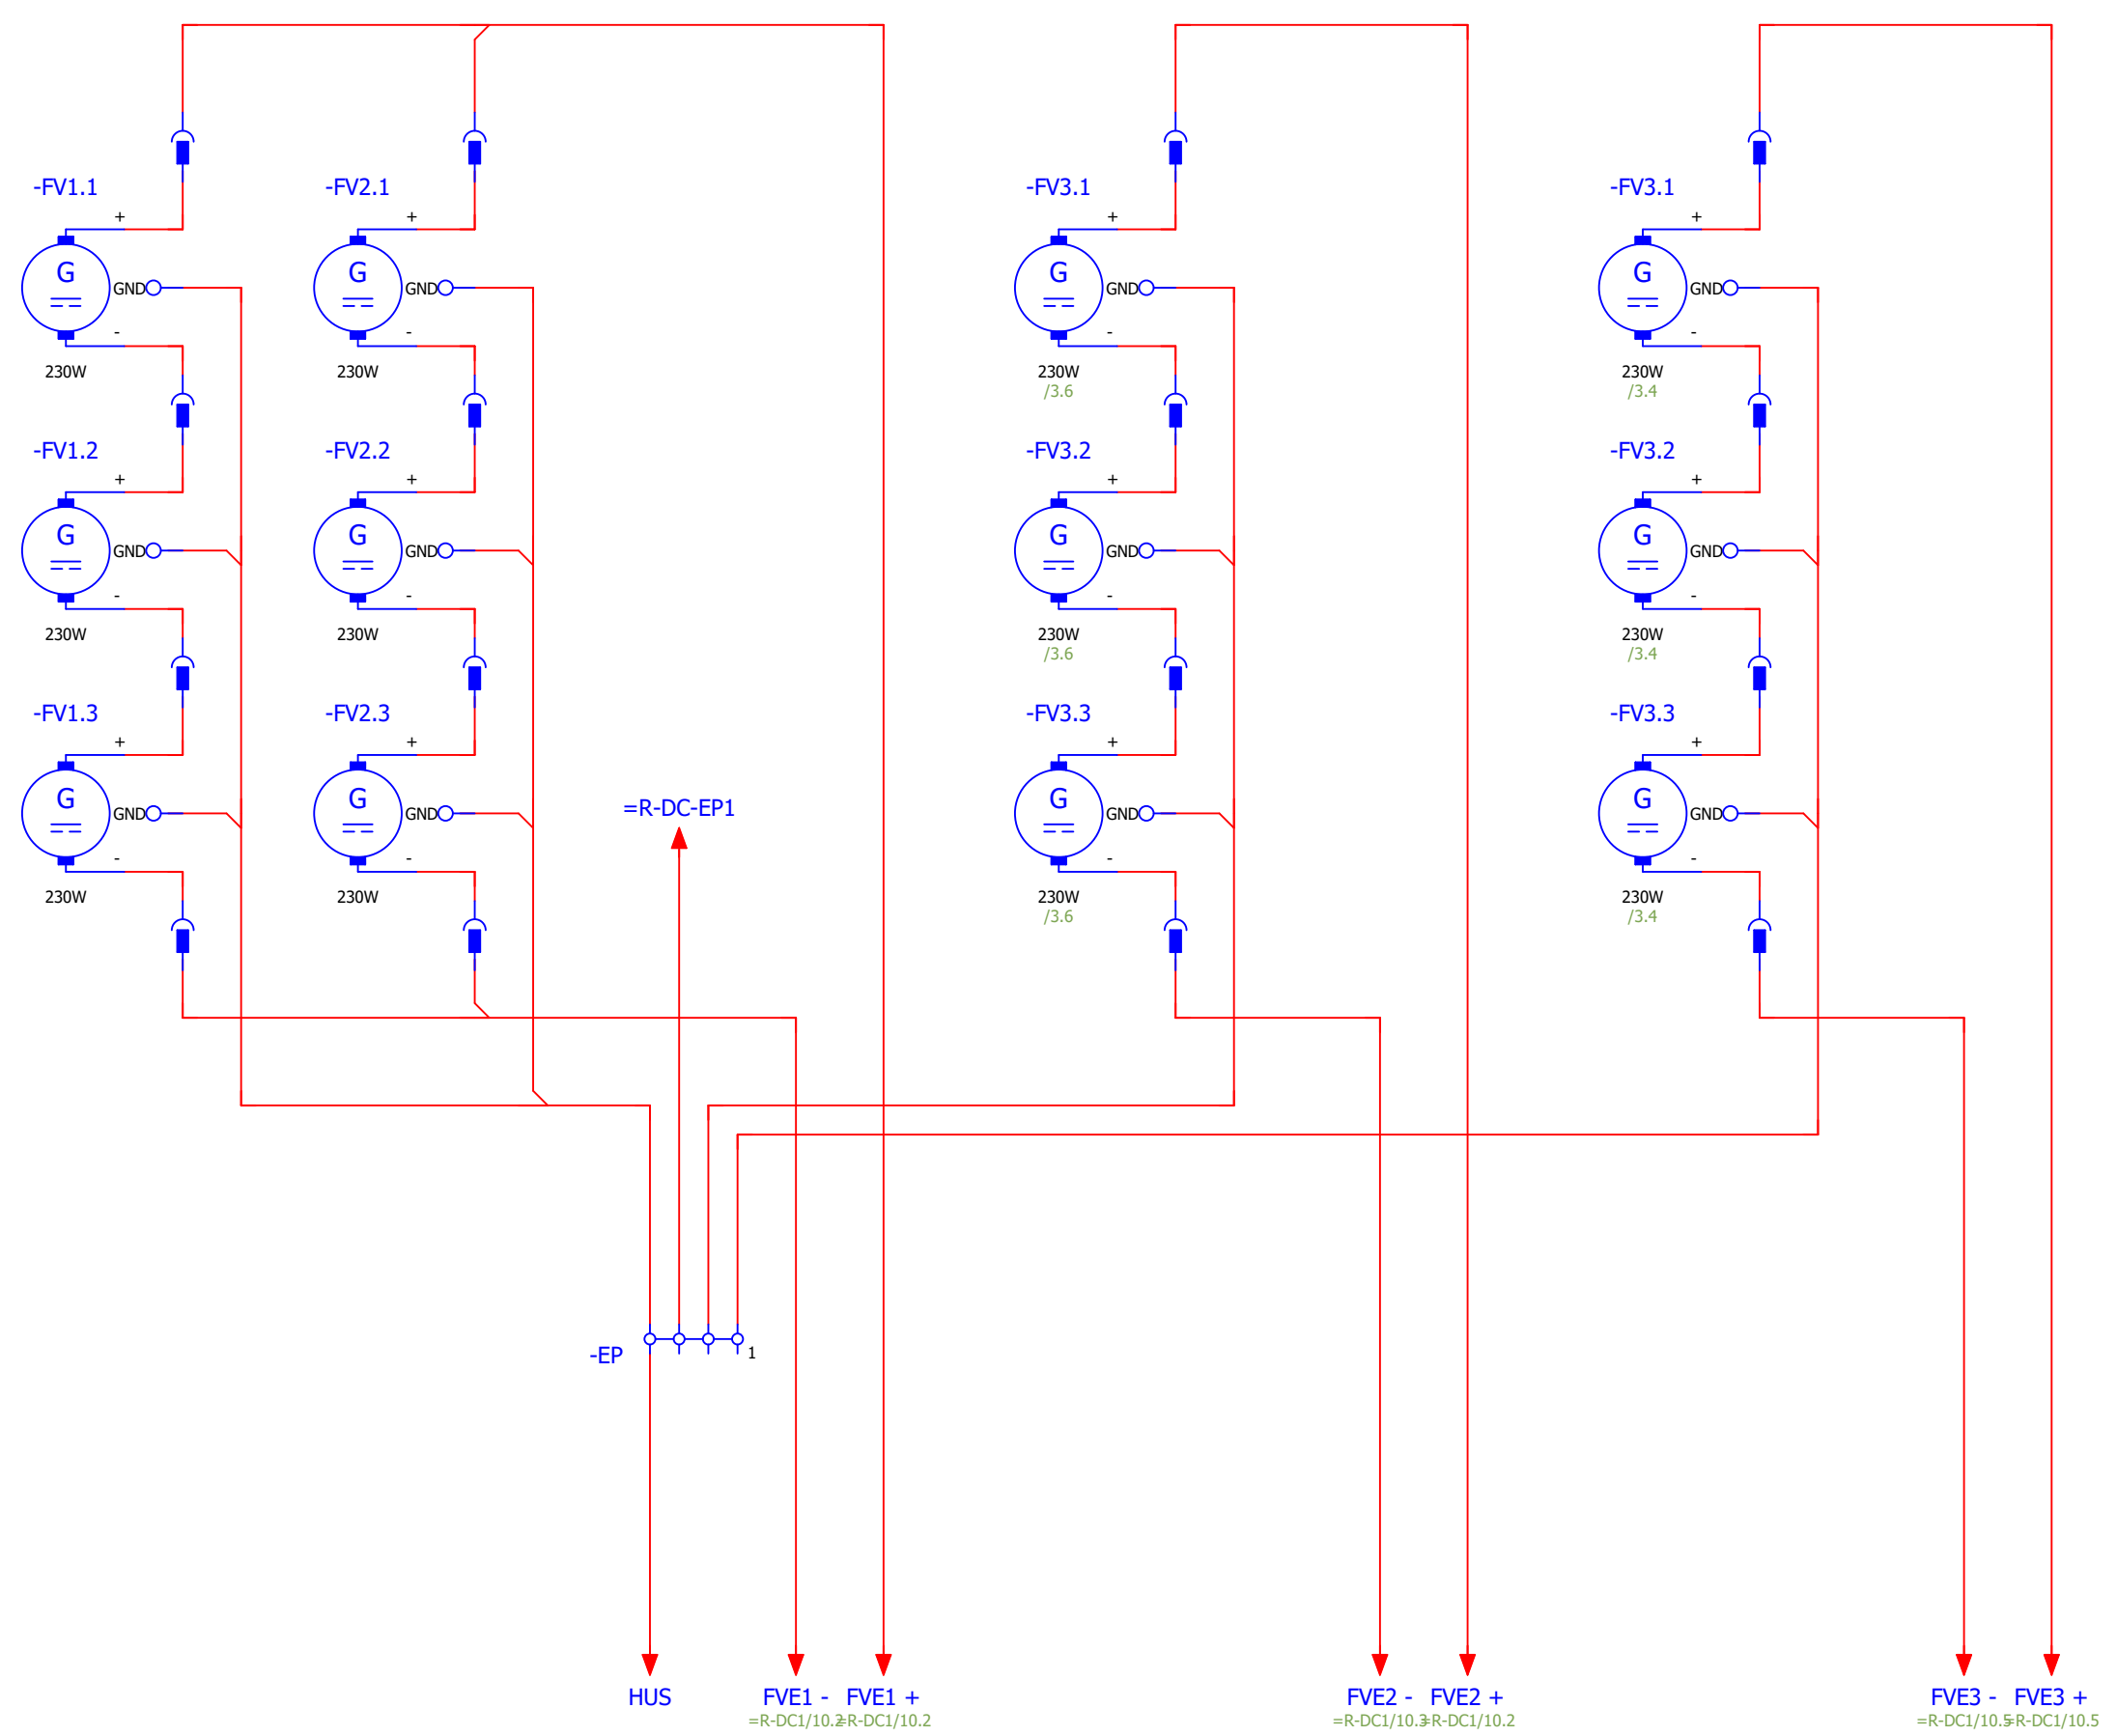 -FV1.1 -FV2.1 -FV3.1 -FV3.1
+ + + +
G G G G
GND GND GND GND
- - - -
230W 230W 230W 230W
/3.6 /3.4
-FV1.2 -FV2.2 -FV3.2 -FV3.2
+ + + +
G G G G
GND GND GND GND
- - - -
230W 230W 230W 230W
/3.6 /3.4
-FV1.3 -FV2.3 -FV3.3 -FV3.3
+ + + +
=R-DC-EP1
G G G G
GND GND GND GND
- - - -
230W 230W 230W 230W
/3.6 /3.4
-EP 1
HUS FVE1 - FVE1 + FVE2 - FVE2 + FVE3 - FVE3 +
=R-DC1/10.2 =R-DC1/10.2 =R-DC1/10.3 =R-DC1/10.2 =R-DC1/10.5 =R-DC1/10.5